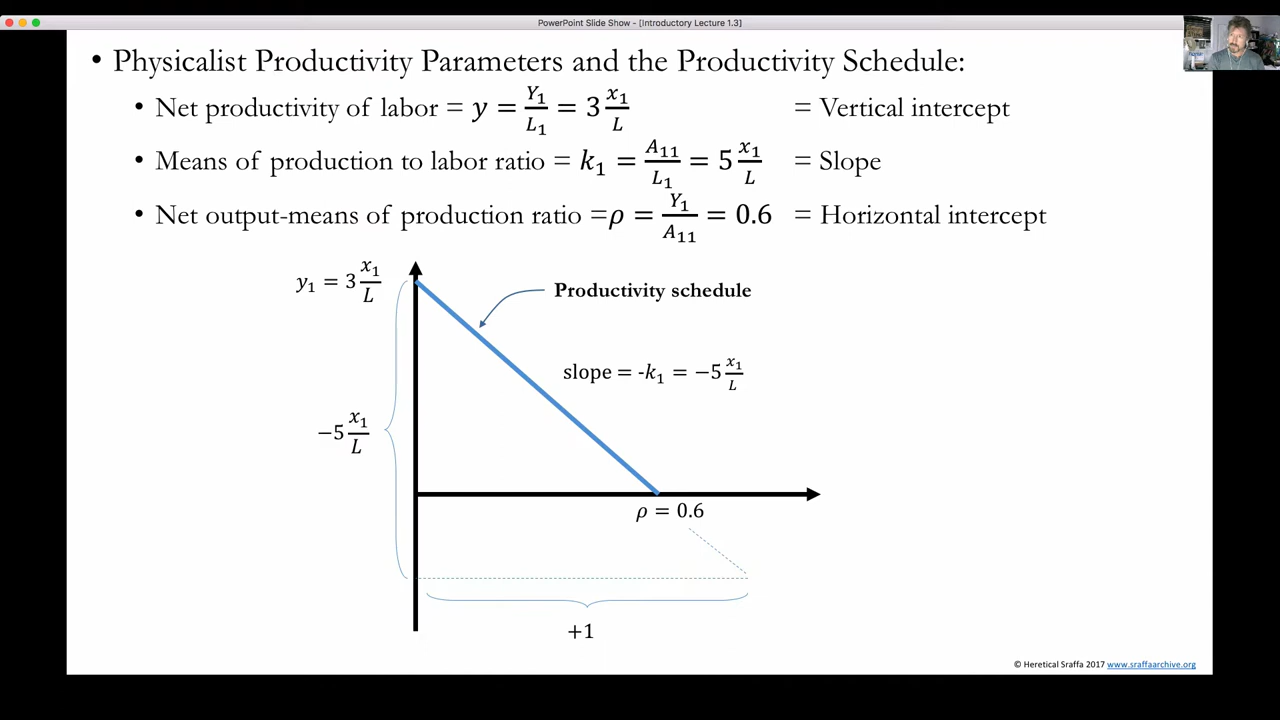 PowerPoint Slide Show - [Introductory Lecture 1.3]
• Physicalist Productivity Parameters and the Productivity Schedule:
• Net productivity of labor = y = Y₁/L₁ = 3 x₁/L = Vertical intercept
• Means of production to labor ratio = k₁ = A₁₁/L₁ = 5 x₁/L = Slope
• Net output-means of production ratio =ρ = Y₁/A₁₁ = 0.6 = Horizontal intercept
y₁ = 3 x₁/L
Productivity schedule
slope = -k₁ = −5 x₁/L
−5 x₁/L
ρ = 0.6
+1
© Heretical Sraffa 2017 www.sraffaarchive.org